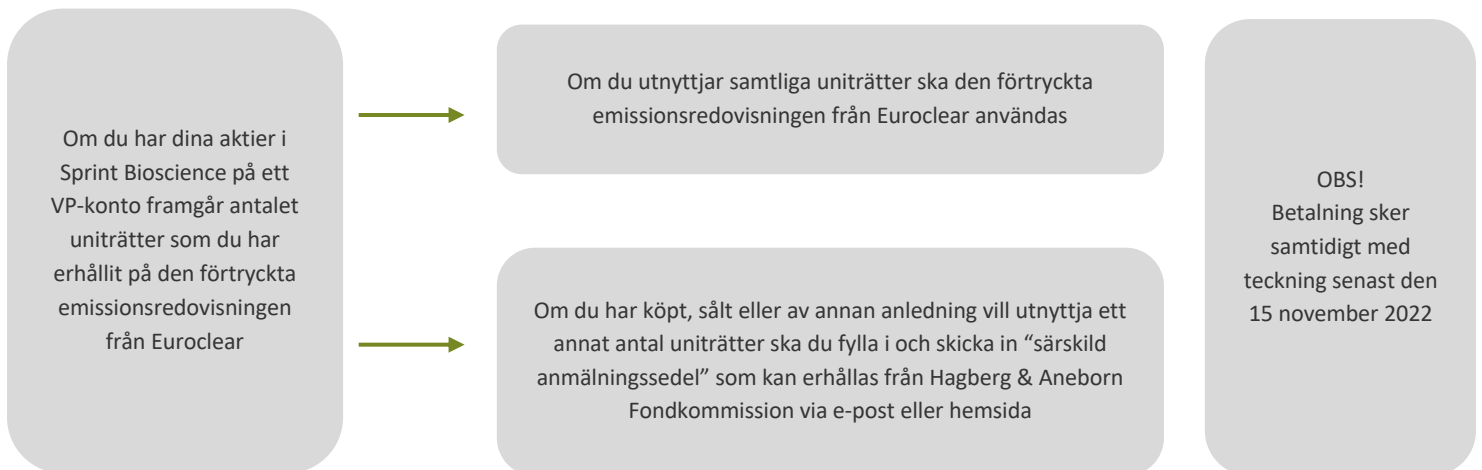 Om du har dina aktier i
Sprint Bioscience på ett
VP-konto framgår antalet
uniträtter som du har
erhållit på den förtryckta
emissionsredovisningen
från Euroclear
Om du utnyttjar samtliga uniträtter ska den förtryckta
emissionsredovisningen från Euroclear användas
Om du har köpt, sålt eller av annan anledning vill utnyttja ett
annat antal uniträtter ska du fylla i och skicka in “särskild
anmälningssedel” som kan erhållas från Hagberg & Aneborn
Fondkommission via e-post eller hemsida
OBS!
Betalning sker
samtidigt med
teckning senast den
15 november 2022